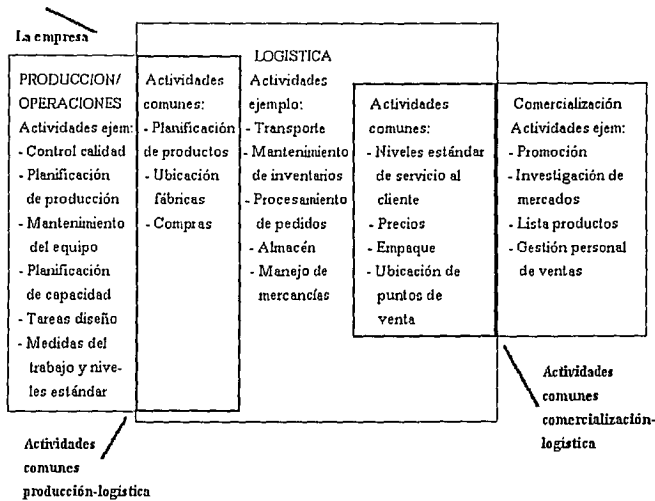 La empresa
LOGISTICA
PRODUCCION/
OPERACIONES
Actividades ejem:
- Control calidad
- Planificación
de producción
- Mantenimiento
del equipo
- Planificación
de capacidad
- Tareas diseño
- Medidas del
trabajo y nive-
les estándar
Actividades
comunes:
- Planificación
de productos
- Ubicación
fábricas
- Compras
Actividades
ejemplo:
- Transporte
- Mantenimiento
de inventarios
- Procesamiento
de pedidos
- Almacén
- Manejo de
mercancías
Actividades
comunes:
- Niveles estándar
de servicio al
cliente
- Precios
- Empaque
- Ubicación de
puntos de
venta
Comercialización
Actividades ejem:
- Promoción
- Investigación de
mercados
- Lista productos
- Gestión personal
de ventas
Actividades
comunes
producción-logística
Actividades
comunes
comercialización-
logística